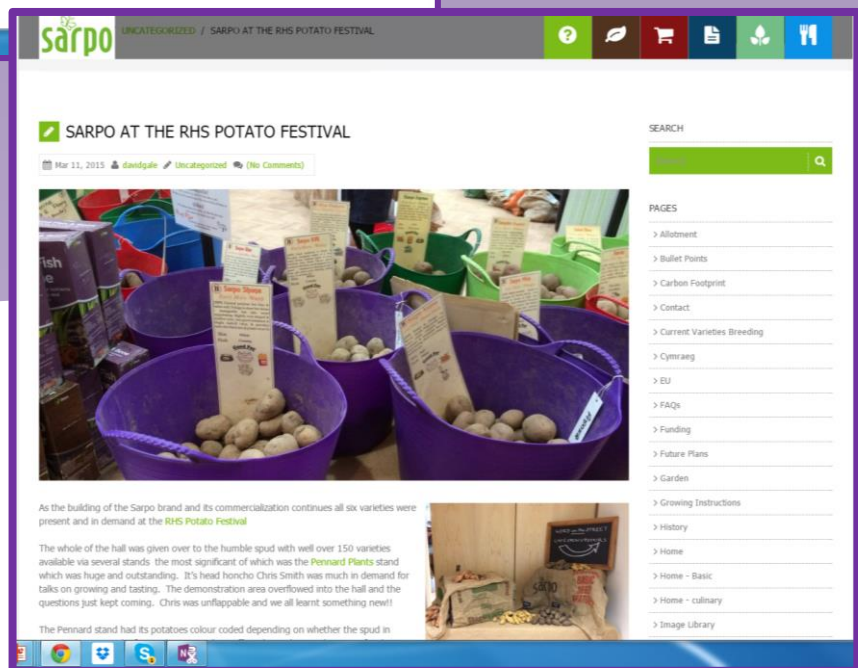 sarpo
UNCATEGORIZED / SARPO AT THE RHS POTATO FESTIVAL
SARPO AT THE RHS POTATO FESTIVAL
Mar 11, 2015 davidgale Uncategorized (No Comments)
As the building of the Sarpo brand and its commercialization continues all six varieties were
present and in demand at the RHS Potato Festival
The whole of the hall was given over to the humble spud with well over 150 varieties
available via several stands the most significant of which was the Pennard Plants stand
which was huge and outstanding. It's head honcho Chris Smith was much in demand for
talks on growing and tasting. The demonstration area overflowed into the hall and the
questions just kept coming. Chris was unflappable and we all learnt something new!!
The Pennard stand had its potatoes colour coded depending on whether the spud in
SEARCH
PAGES
> Allotment
> Bullet Points
> Carbon Footprint
> Contact
> Current Varieties Breeding
> Cymraeg
> EU
> FAQs
> Funding
> Future Plans
> Garden
> Growing Instructions
> History
> Home
> Home - Basic
> Home - culinary
> Image Library